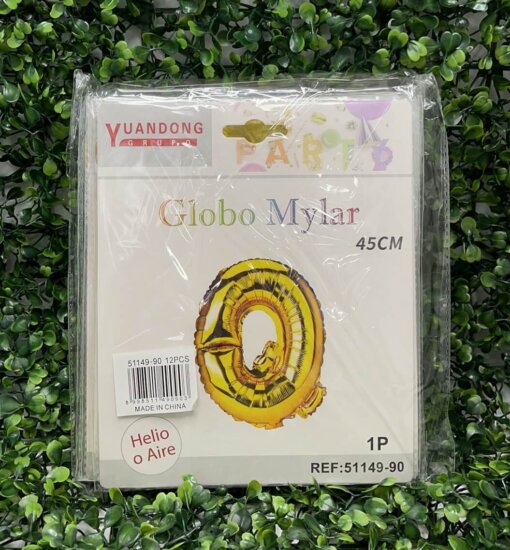 YUANDONG
GRUPO
PARTY
Globo Mylar
45CM
51149-90 12PCS
MADE IN CHINA
Helio
o Aire
1P
REF:51149-90